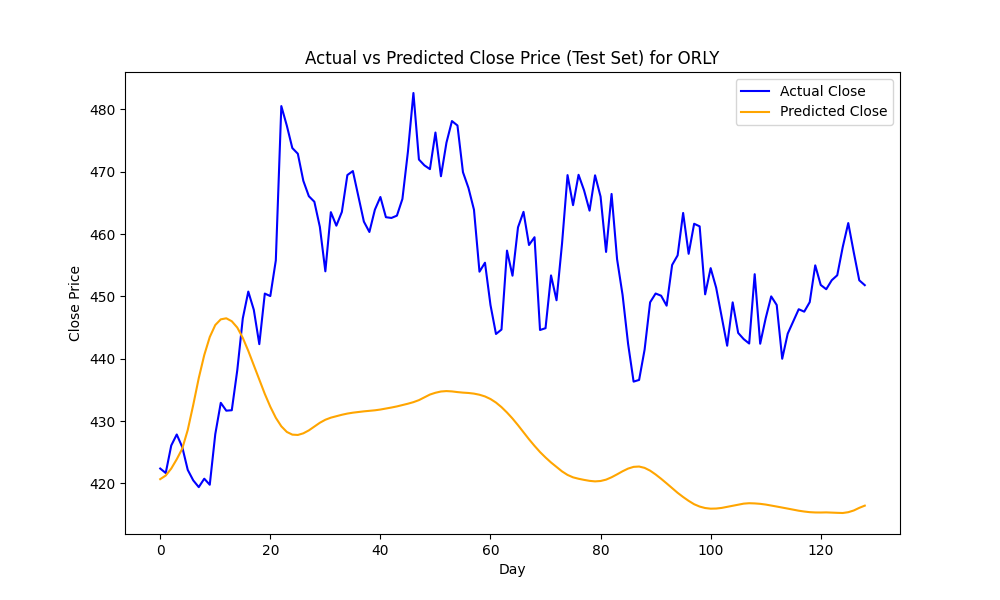 Actual vs Predicted Close Price (Test Set) for ORLY
Actual Close
Predicted Close
Close Price
480
470
460
450
440
430
420
0 20 40 60 80 100 120
Day